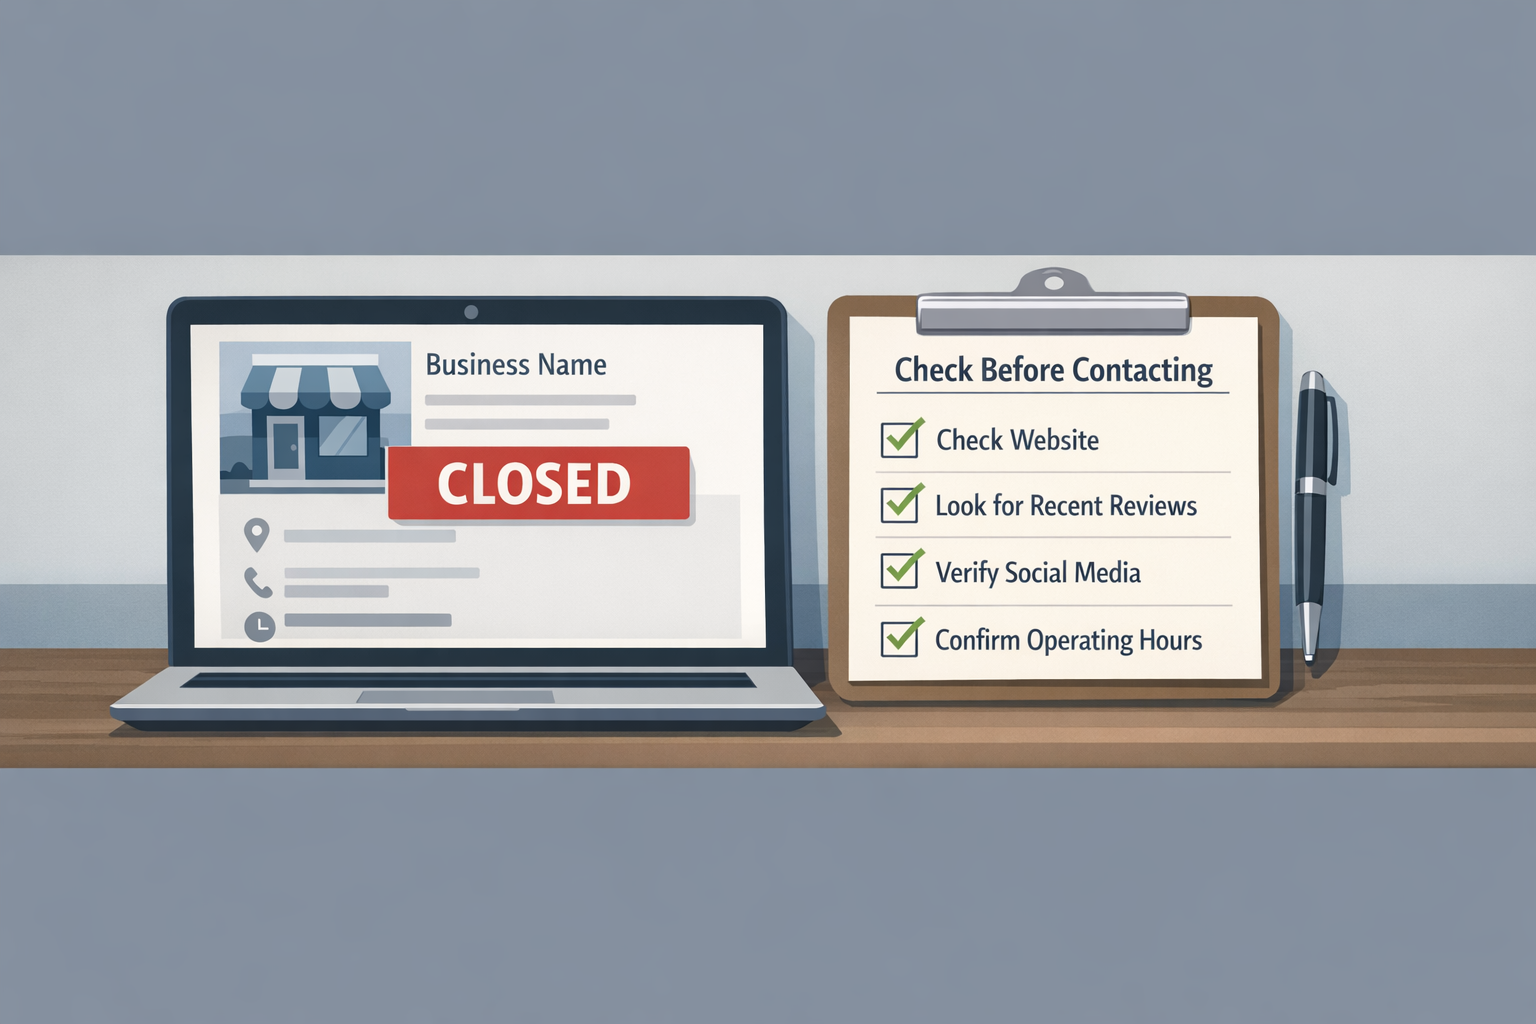 Business Name
CLOSED
Check Before Contacting
Check Website
Look for Recent Reviews
Verify Social Media
Confirm Operating Hours